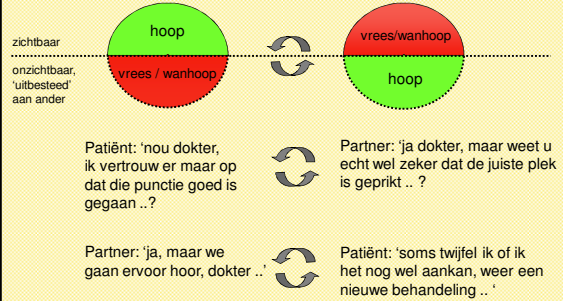 zichtbaar
onzichtbaar,
‘uitbesteed’
aan ander
hoop
vrees / wanhoop
vrees/wanhoop
hoop
Patiënt: ‘nou dokter,
ik vertrouw er maar op
dat die punctie goed is
gegaan ..?
Partner: ‘ja dokter, maar weet u
echt wel zeker dat de juiste plek
is geprikt .. ?
Partner: ‘ja, maar we
gaan ervoor hoor, dokter ..’
Patiënt: ‘soms twijfel ik of ik
het nog wel aankan, weer een
nieuwe behandeling .. ‘